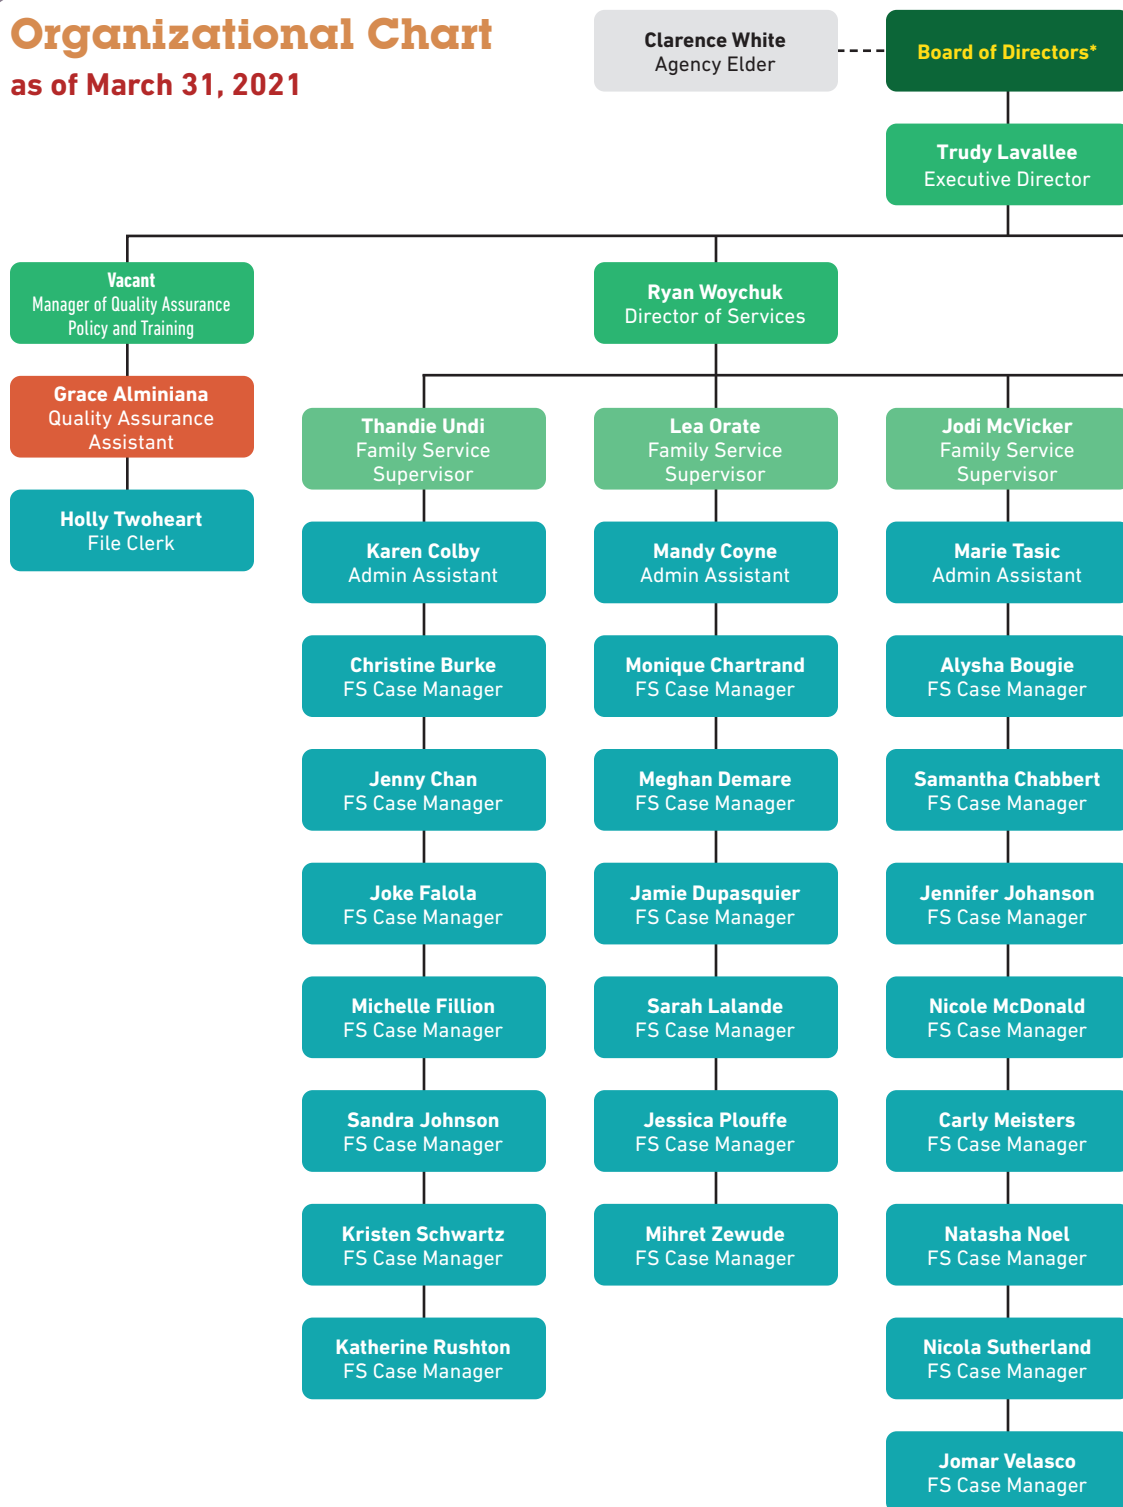 Organizational Chart
as of March 31, 2021
Clarence White
Agency Elder
Board of Directors*
Trudy Lavallee
Executive Director
Vacant
Manager of Quality Assurance
Policy and Training
Grace Alminiana
Quality Assurance
Assistant
Holly Twoheart
File Clerk
Ryan Woychuk
Director of Services
Thandie Undi
Family Service
Supervisor
Karen Colby
Admin Assistant
Christine Burke
FS Case Manager
Jenny Chan
FS Case Manager
Joke Falola
FS Case Manager
Michelle Fillion
FS Case Manager
Sandra Johnson
FS Case Manager
Kristen Schwartz
FS Case Manager
Katherine Rushton
FS Case Manager
Lea Orate
Family Service
Supervisor
Mandy Coyne
Admin Assistant
Monique Chartrand
FS Case Manager
Meghan Demare
FS Case Manager
Jamie Dupasquier
FS Case Manager
Sarah Lalande
FS Case Manager
Jessica Plouffe
FS Case Manager
Mihret Zewude
FS Case Manager
Jodi McVicker
Family Service
Supervisor
Marie Tasic
Admin Assistant
Alysha Bougie
FS Case Manager
Samantha Chabbert
FS Case Manager
Jennifer Johanson
FS Case Manager
Nicole McDonald
FS Case Manager
Carly Meisters
FS Case Manager
Natasha Noel
FS Case Manager
Nicola Sutherland
FS Case Manager
Jomar Velasco
FS Case Manager